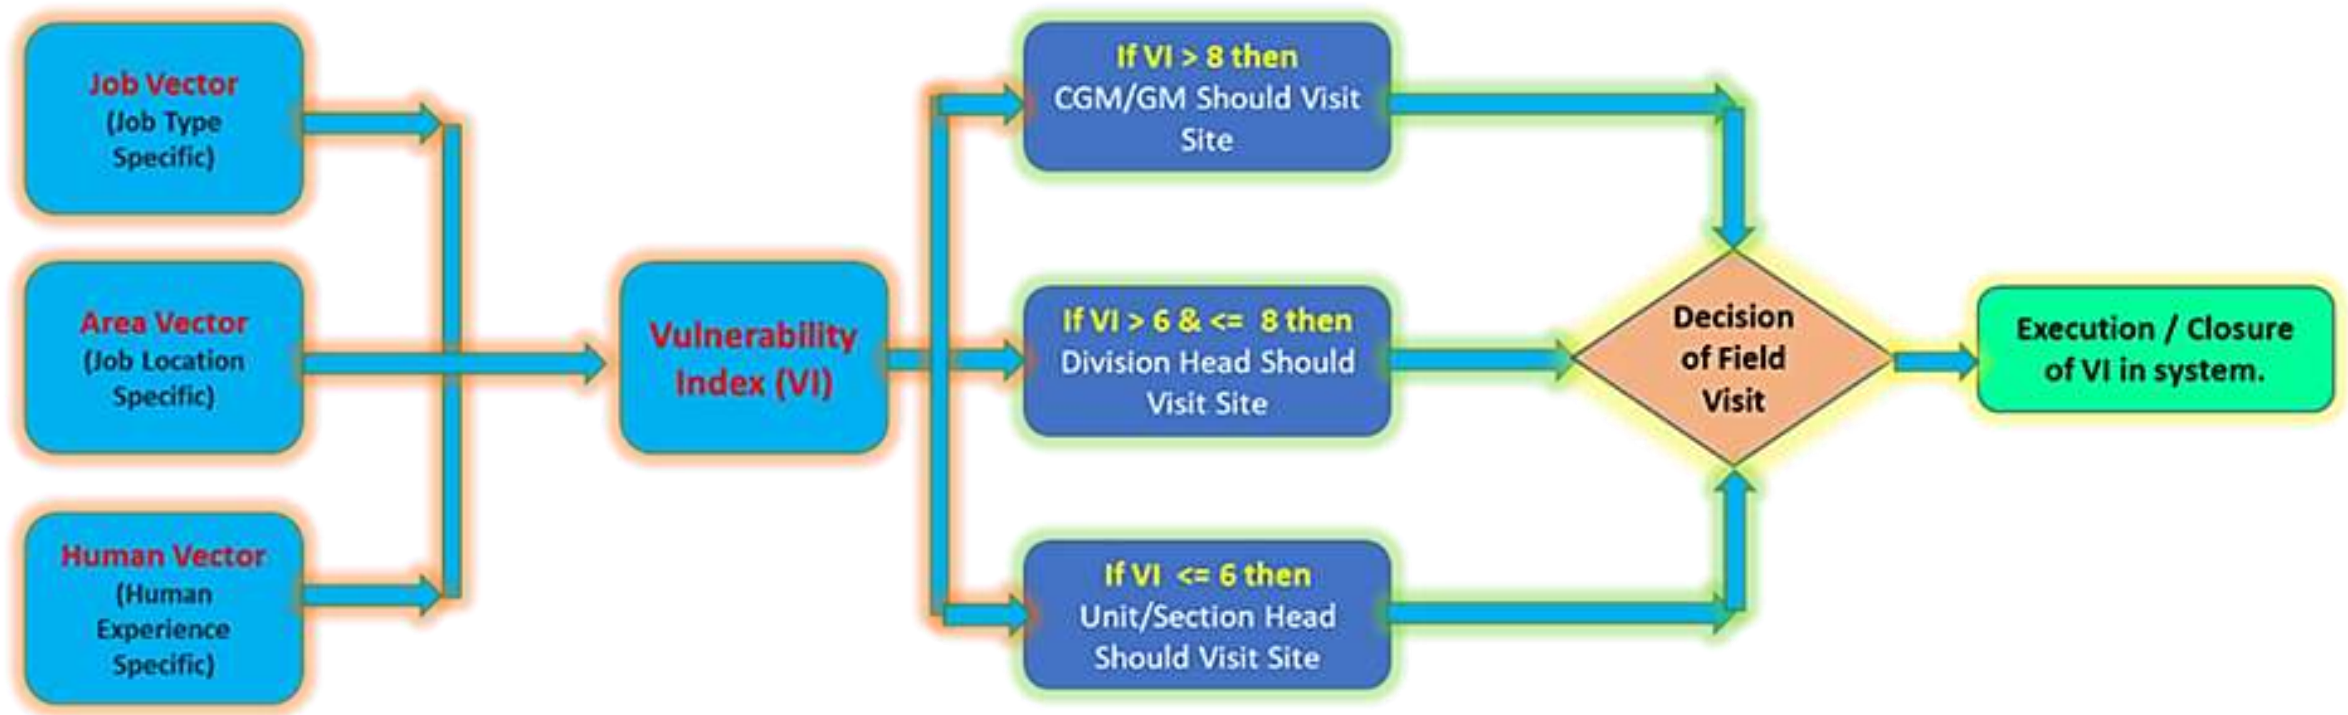 Job Vector
(Job Type
Specific)
Area Vector
(Job Location
Specific)
Human Vector
(Human
Experience
Specific)
Vulnerability
Index (VI)
If VI > 8 then
CGM/GM Should Visit
Site
If VI > 6 & <= 8 then
Division Head Should
Visit Site
If VI <= 6 then
Unit/Section Head
Should Visit Site
Decision
of Field
Visit
Execution / Closure
of VI in system.